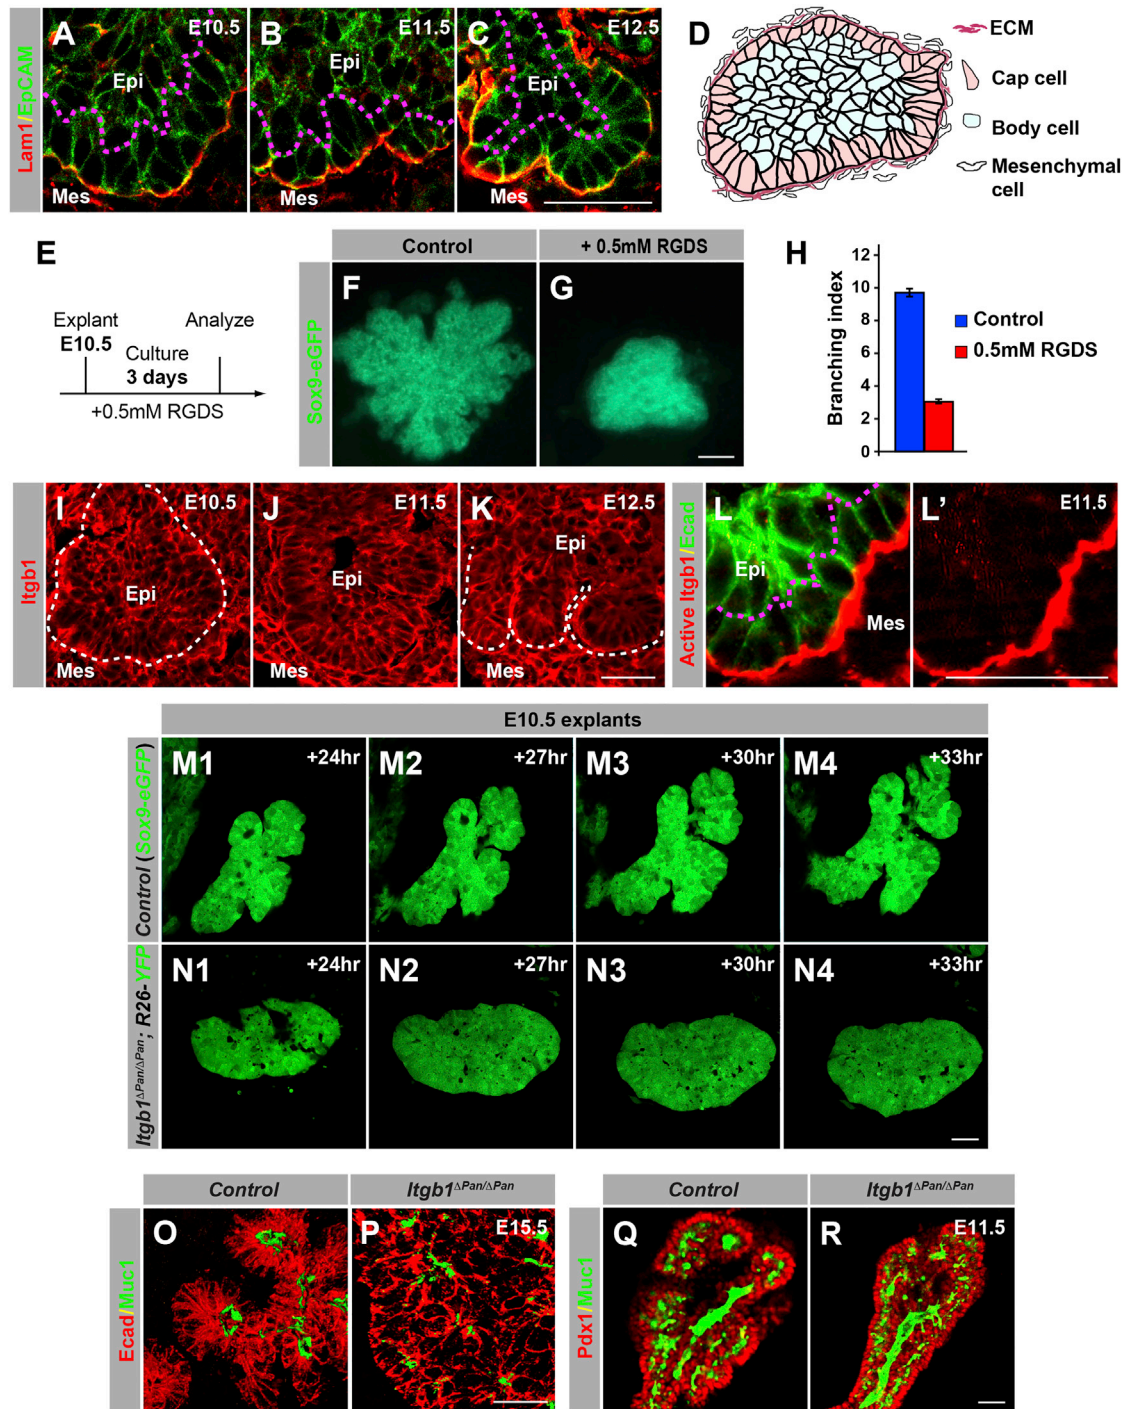 A
E10.5
Epi
Mes
B
E11.5
Epi
Mes
C
E12.5
Epi
Mes
Lam1/EpCAM
D
ECM
Cap cell
Body cell
Mesenchymal
cell
E
Explant
E10.5
Analyze
Culture
3 days
+0.5mM RGDS
Control
+ 0.5mM RGDS
Sox9-eGFP
F
G
H
Branching index
12
10
8
6
4
2
0
Control
0.5mM RGDS
Itgb1
I
E10.5
Epi
Mes
J
E11.5
Epi
Mes
K
E12.5
Epi
Mes
Active Itgb1/Ecad
L
Epi
Mes
L'
E11.5
E10.5 explants
Control (Sox9-eGFP)
M1
+24hr
M2
+27hr
M3
+30hr
M4
+33hr
Itgb1ΔPan/ΔPan; R26-YFP
N1
+24hr
N2
+27hr
N3
+30hr
N4
+33hr
Control
Itgb1ΔPan/ΔPan
Ecad/Muc1
O
P
E15.5
Control
Itgb1ΔPan/ΔPan
Pdx1/Muc1
Q
R
E11.5